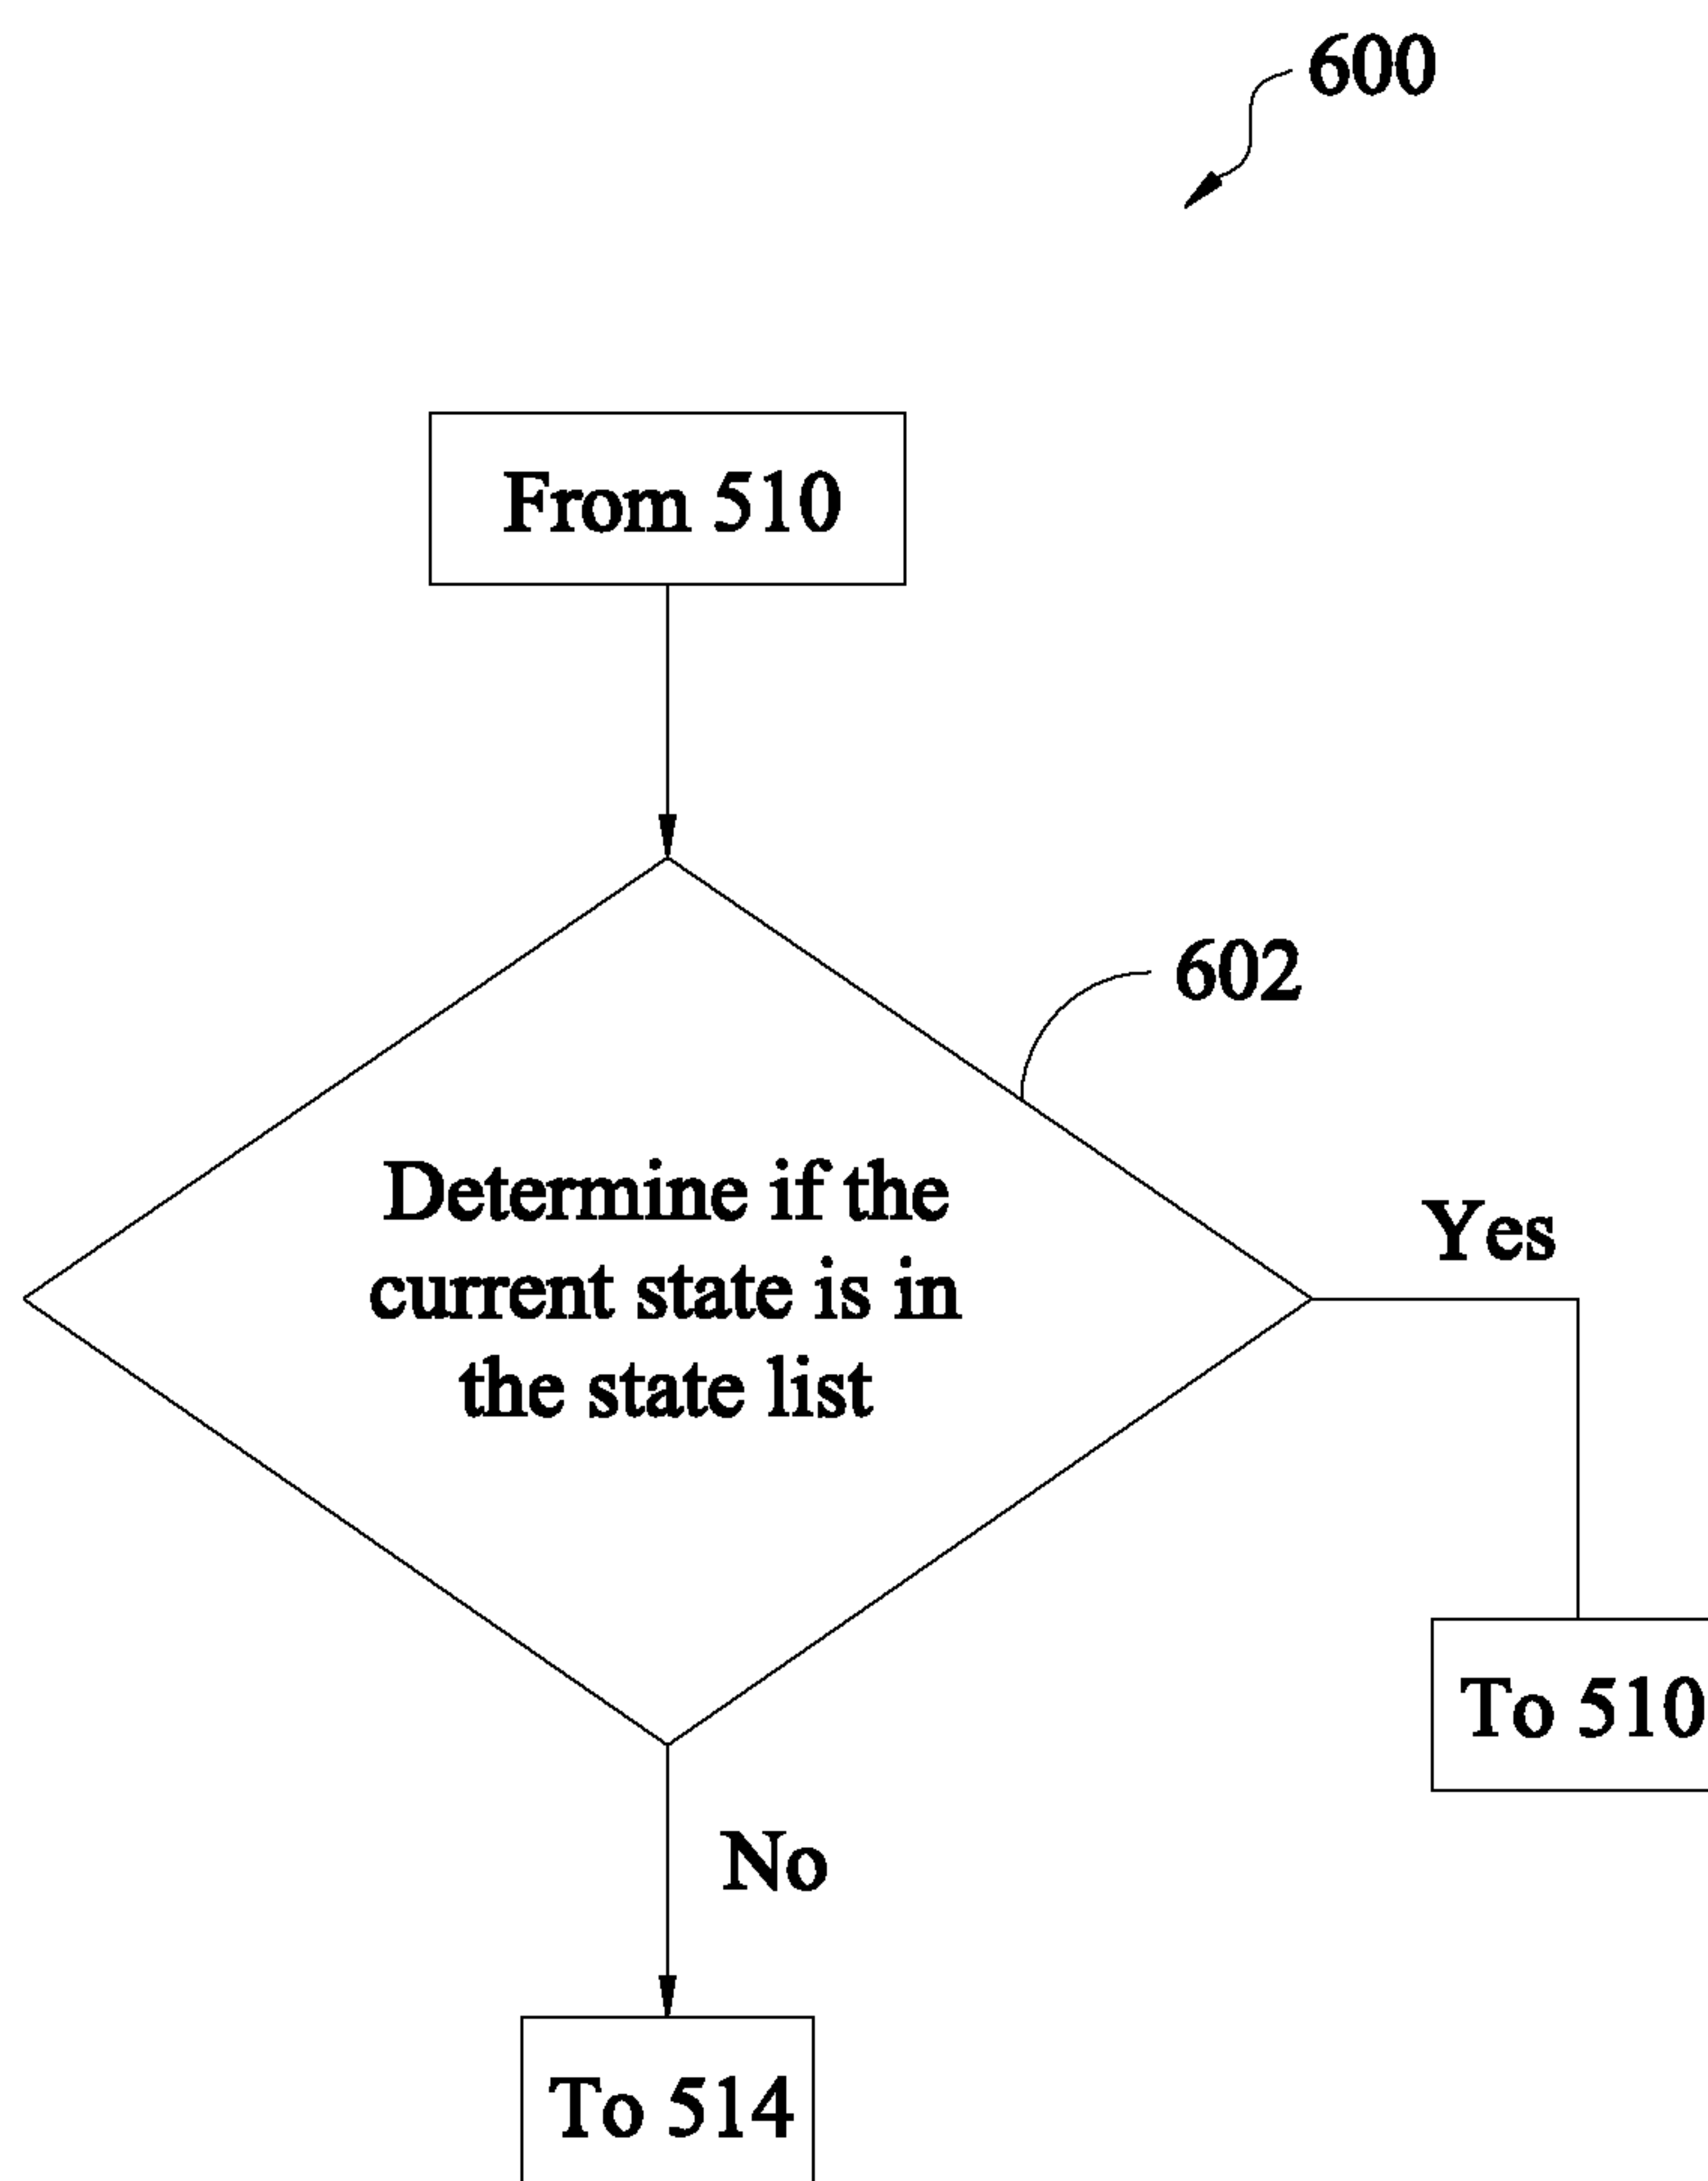 600
From 510
602
Determine if the
current state is in
the state list
Yes
To 510
No
To 514